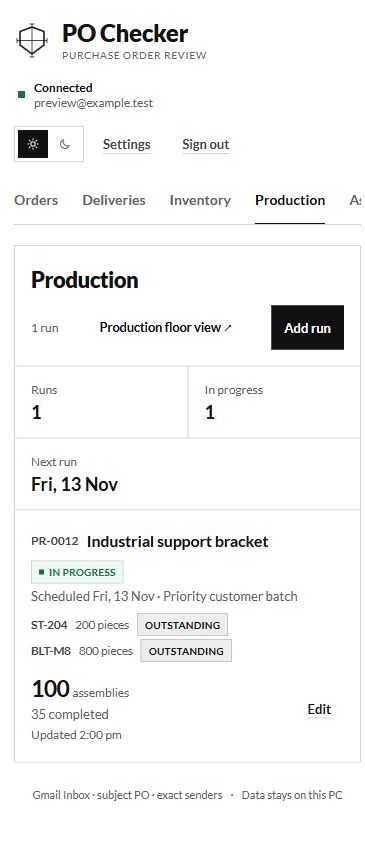 PO Checker
PURCHASE ORDER REVIEW
Connected
preview@example.test
Settings Sign out
Orders Deliveries Inventory Production As
Production
1 run Production floor view ↗ Add run
Runs In progress
1 1
Next run
Fri, 13 Nov
PR-0012 Industrial support bracket
IN PROGRESS
Scheduled Fri, 13 Nov · Priority customer batch
ST-204 200 pieces OUTSTANDING
BLT-M8 800 pieces OUTSTANDING
100 assemblies
35 completed Edit
Updated 2:00 pm
Gmail Inbox · subject PO · exact senders · Data stays on this PC